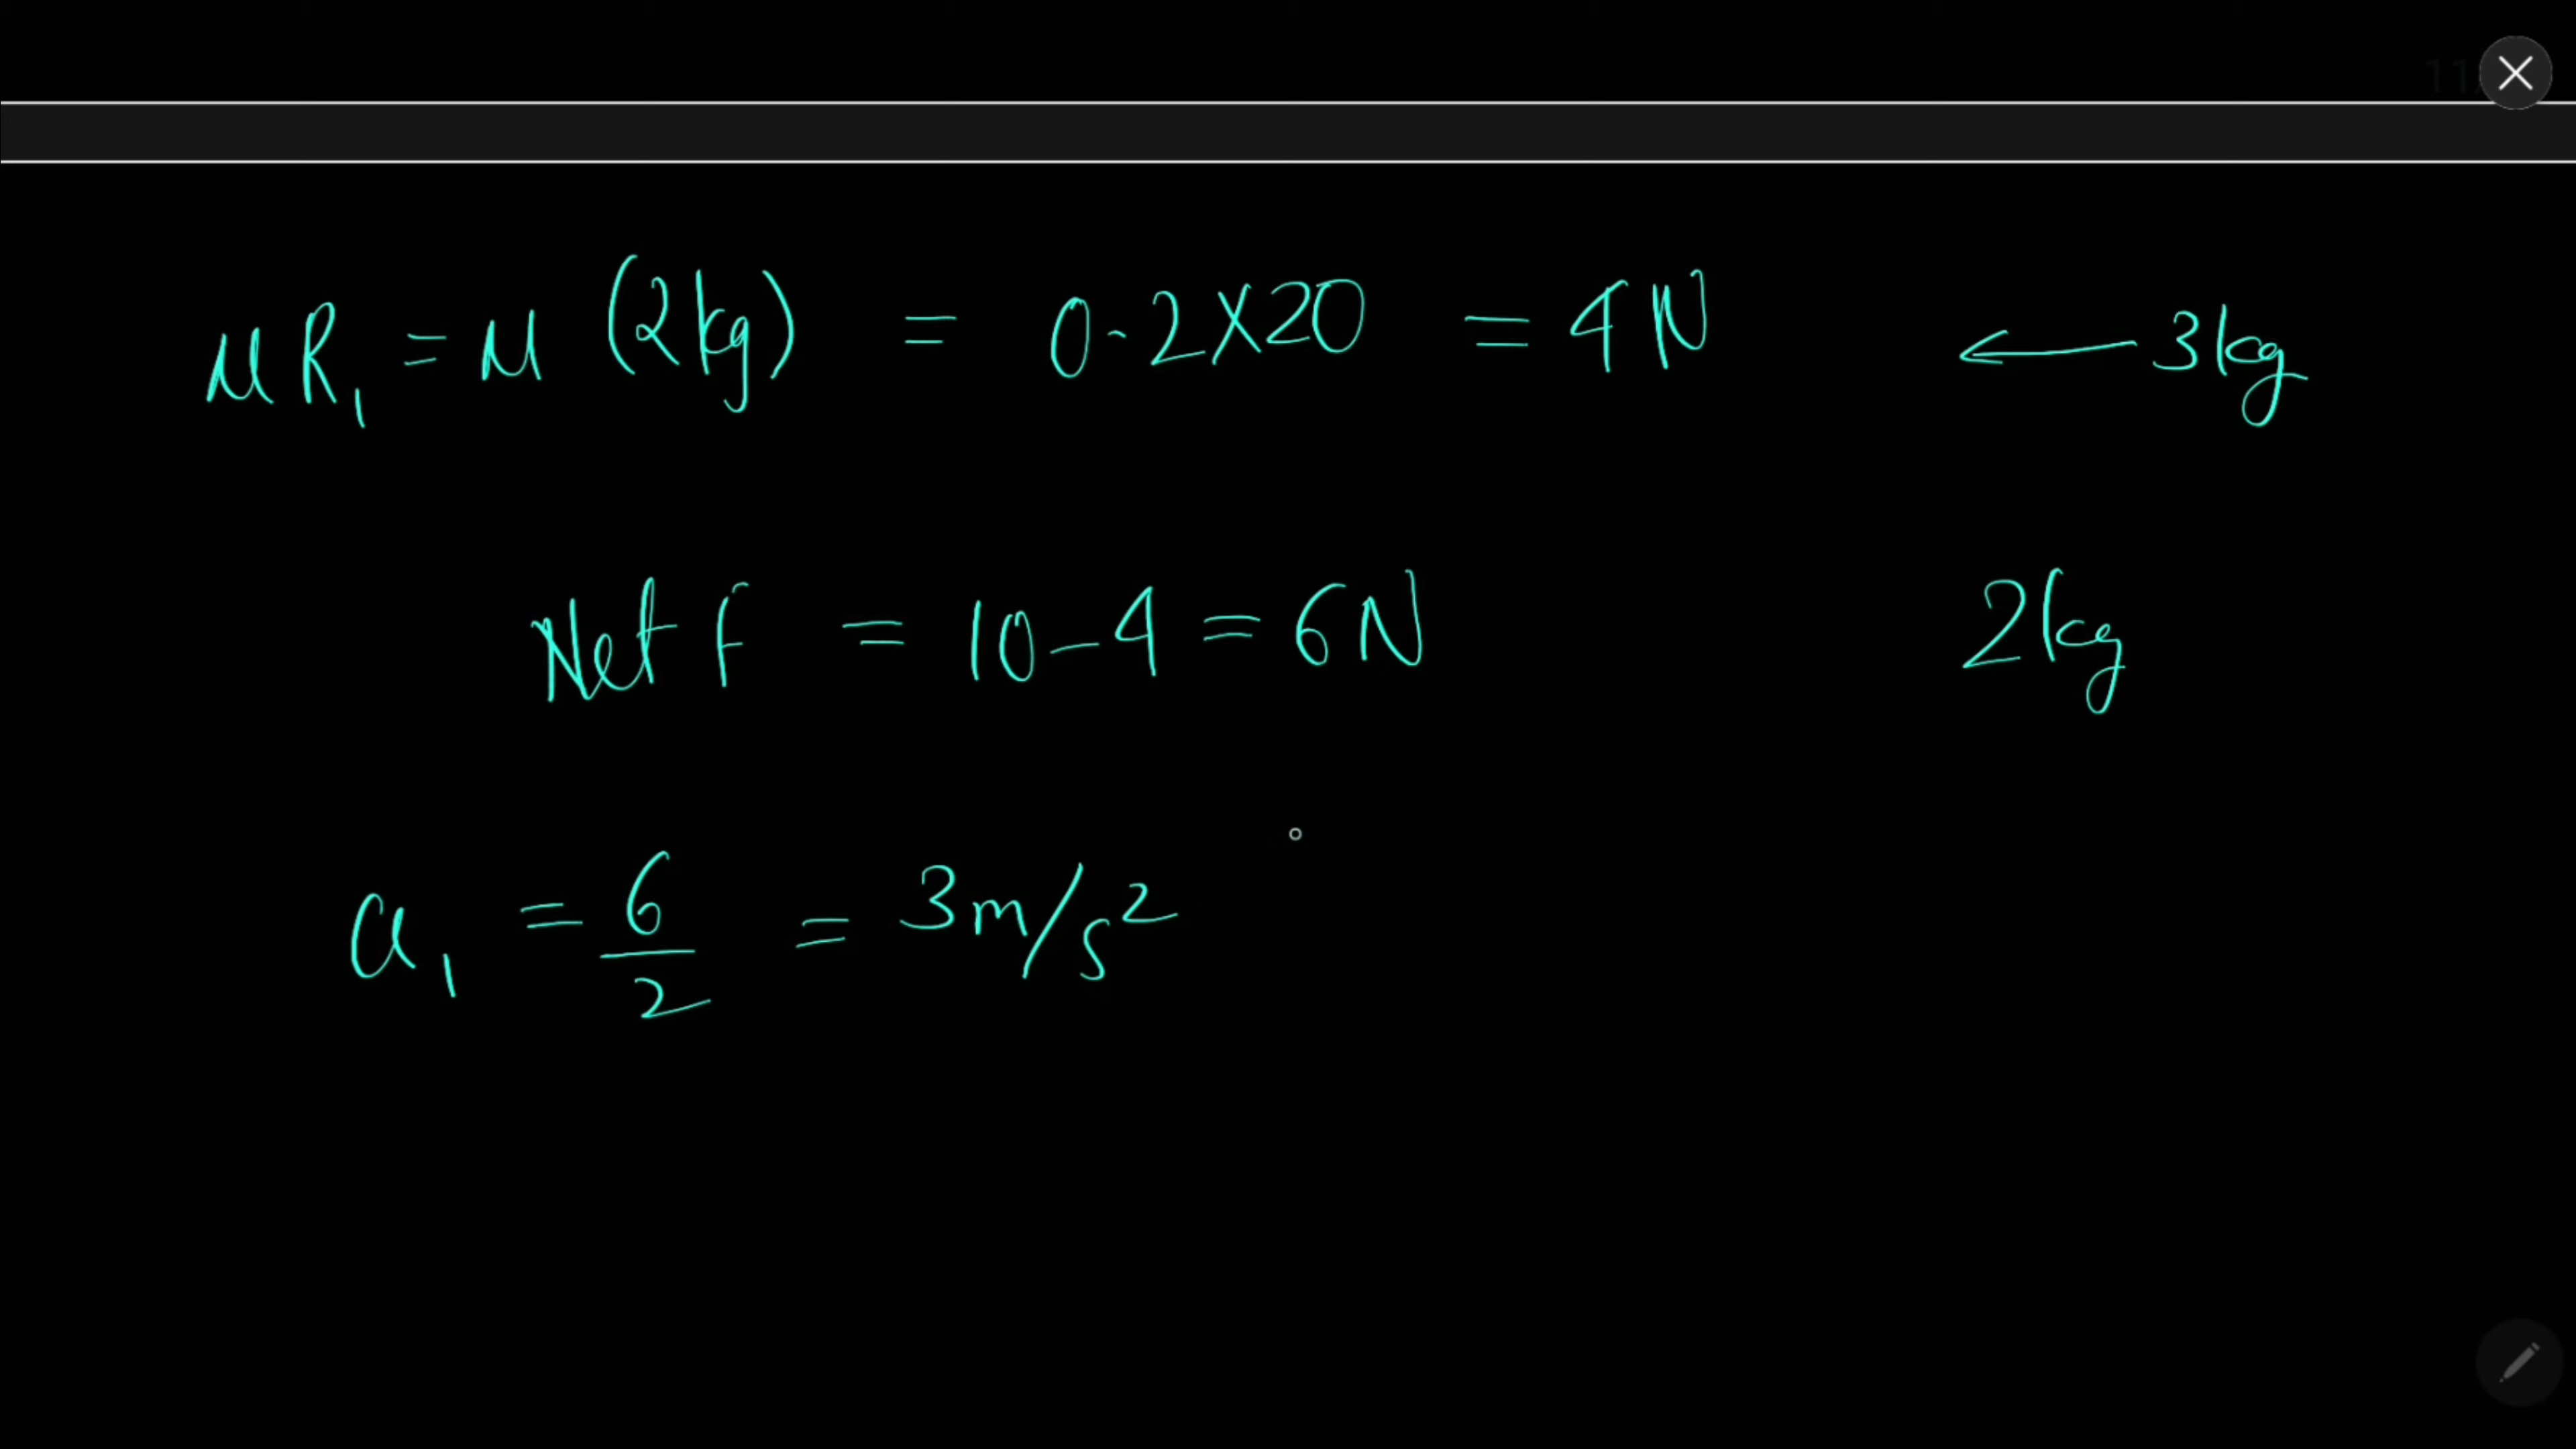 μR₁ = μ (2kg) = 0.2×20 = 4N ← 3kg
Net F = 10-4 = 6N 2kg
a₁ = 6/2 = 3m/s²